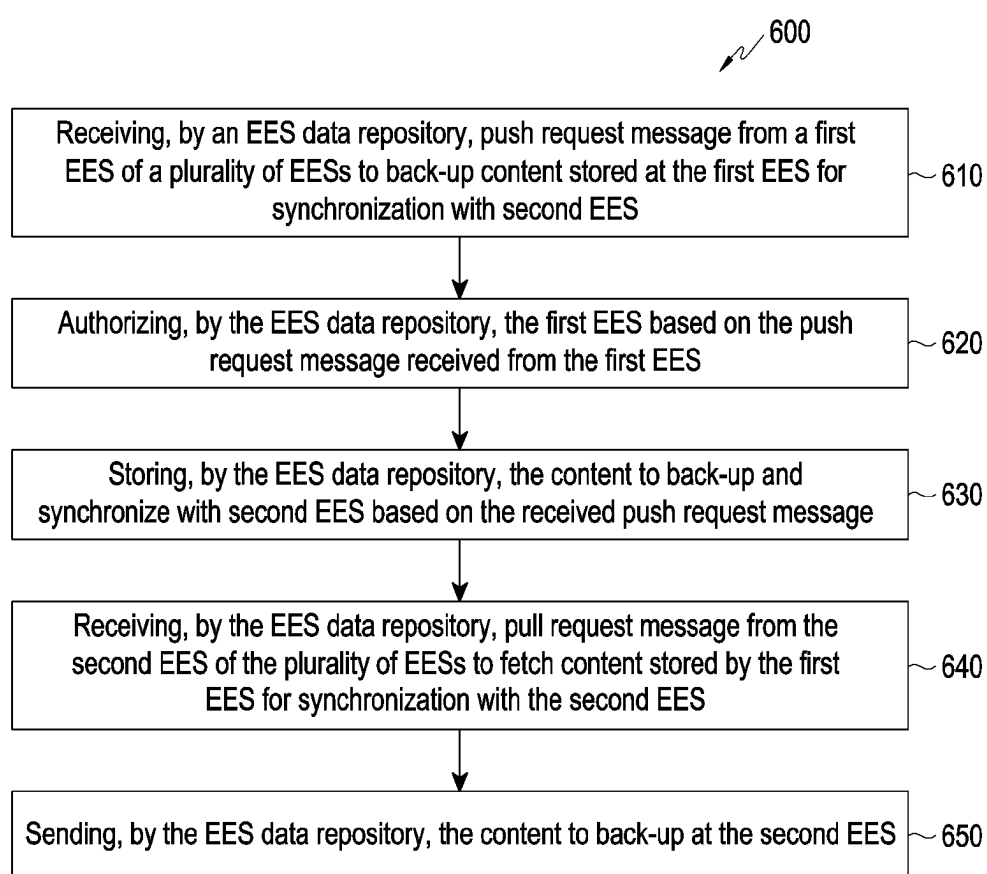 600
Receiving, by an EES data repository, push request message from a first
EES of a plurality of EESs to back-up content stored at the first EES for
synchronization with second EES
610
Authorizing, by the EES data repository, the first EES based on the push
request message received from the first EES
620
Storing, by the EES data repository, the content to back-up and
synchronize with second EES based on the received push request message
630
Receiving, by the EES data repository, pull request message from the
second EES of the plurality of EESs to fetch content stored by the first
EES for synchronization with the second EES
640
Sending, by the EES data repository, the content to back-up at the second EES
650